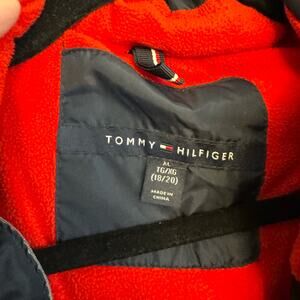 TOMMY HILFIGER
XL
TG/XG
(18/20)
MADE IN
CHINA